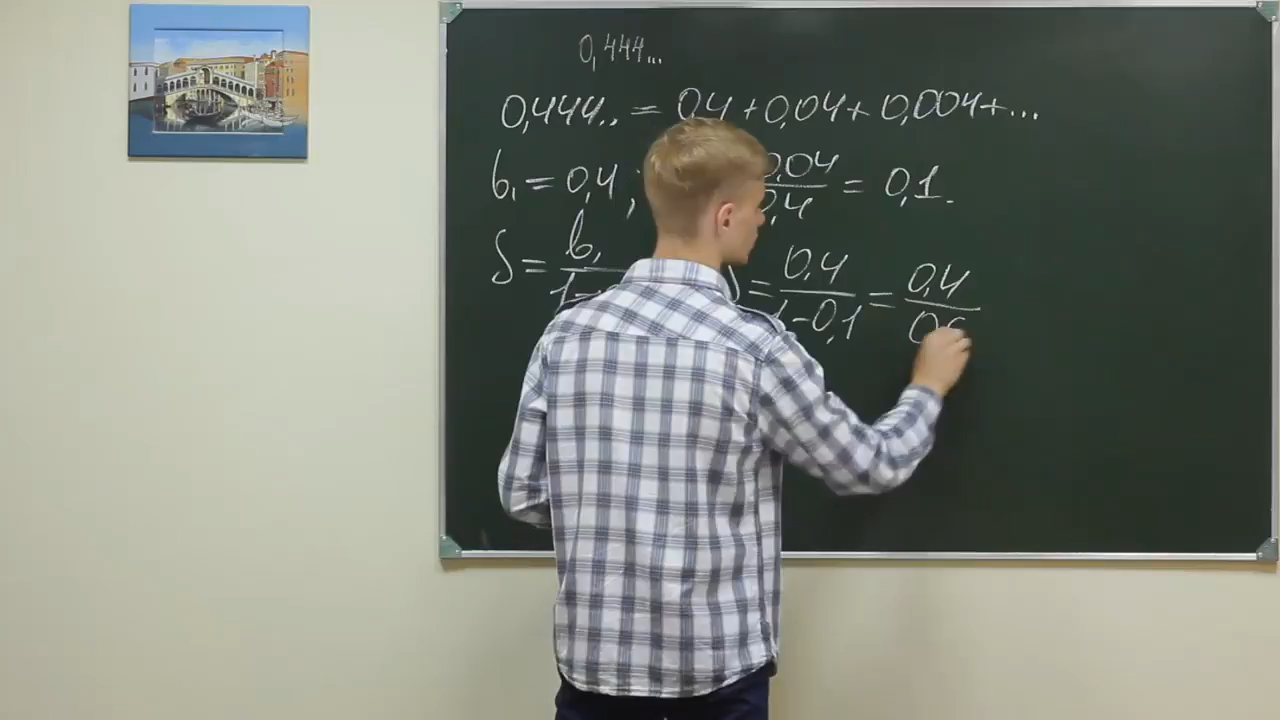 0,444...
0,444.. = 0,4 + 0,04 + 0,004 + ...
b₁ = 0,4 ; 0,04/0,4 = 0,1.
S = b₁/1- = 0,4/1-0,1 = 0,4/0,